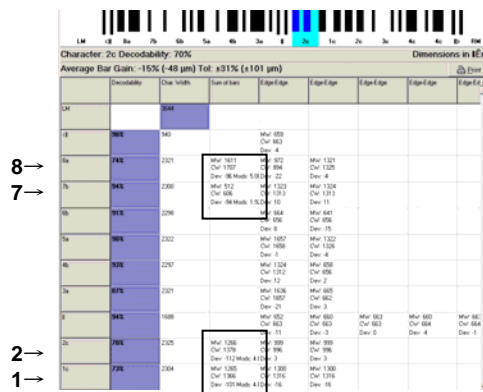 LM 8a 7b 6b 5a 4b 3a 2c 1c 6a 5c 4c 4c RM
Character: 2c Decodability: 70% Dimensions in
Average Bar Gain: -15% (-48 µm) Tol: ±31% (±101 µm) Print
Decodability Char. Width Sum of bars Edge-Edge Edge-Edge Edge-Edge Edge-Edge
LM 3644
98% 940 MW: 659
CW: 663
Dev: -4
8→ 8a 74% 2321 MW: 1611 MW: 972 MW: 1321
CW: 1707 CW: 994 CW: 1325
Dev: -96 Dev: -22 Dev: -4
7→ 7b 94% 2300 MW: 512 MW: 1323 MW: 1324
CW: 606 CW: 1313 CW: 1313
Dev: -94 Dev: 10 Dev: 11
6b 91% 2298 MW: 664 MW: 641
CW: 656 CW: 656
Dev: 8 Dev: -15
5a 98% 2322 MW: 1657 MW: 1322
CW: 1658 CW: 1326
Dev: -1 Dev: -4
4b 93% 2297 MW: 1324 MW: 658
CW: 1312 CW: 656
Dev: 12 Dev: 2
3a 87% 2321 MW: 1636 MW: 665
CW: 1657 CW: 662
Dev: -21 Dev: 3
94% 1688 MW: 652 MW: 660 MW: 663 MW: 660
CW: 663 CW: 663 CW: 663 CW: 664
Dev: -11 Dev: -3 Dev: 0 Dev: -4
2→ 2c 70% 2325 MW: 1266 MW: 999 MW: 999
CW: 1378 CW: 996 CW: 996
Dev: -112 Dev: 3 Dev: 3
1→ 1c 73% 2304 MW: 1265 MW: 1300 MW: 1300
CW: 1366 CW: 1316 CW: 1316
Dev: -101 Dev: -16 Dev: -16